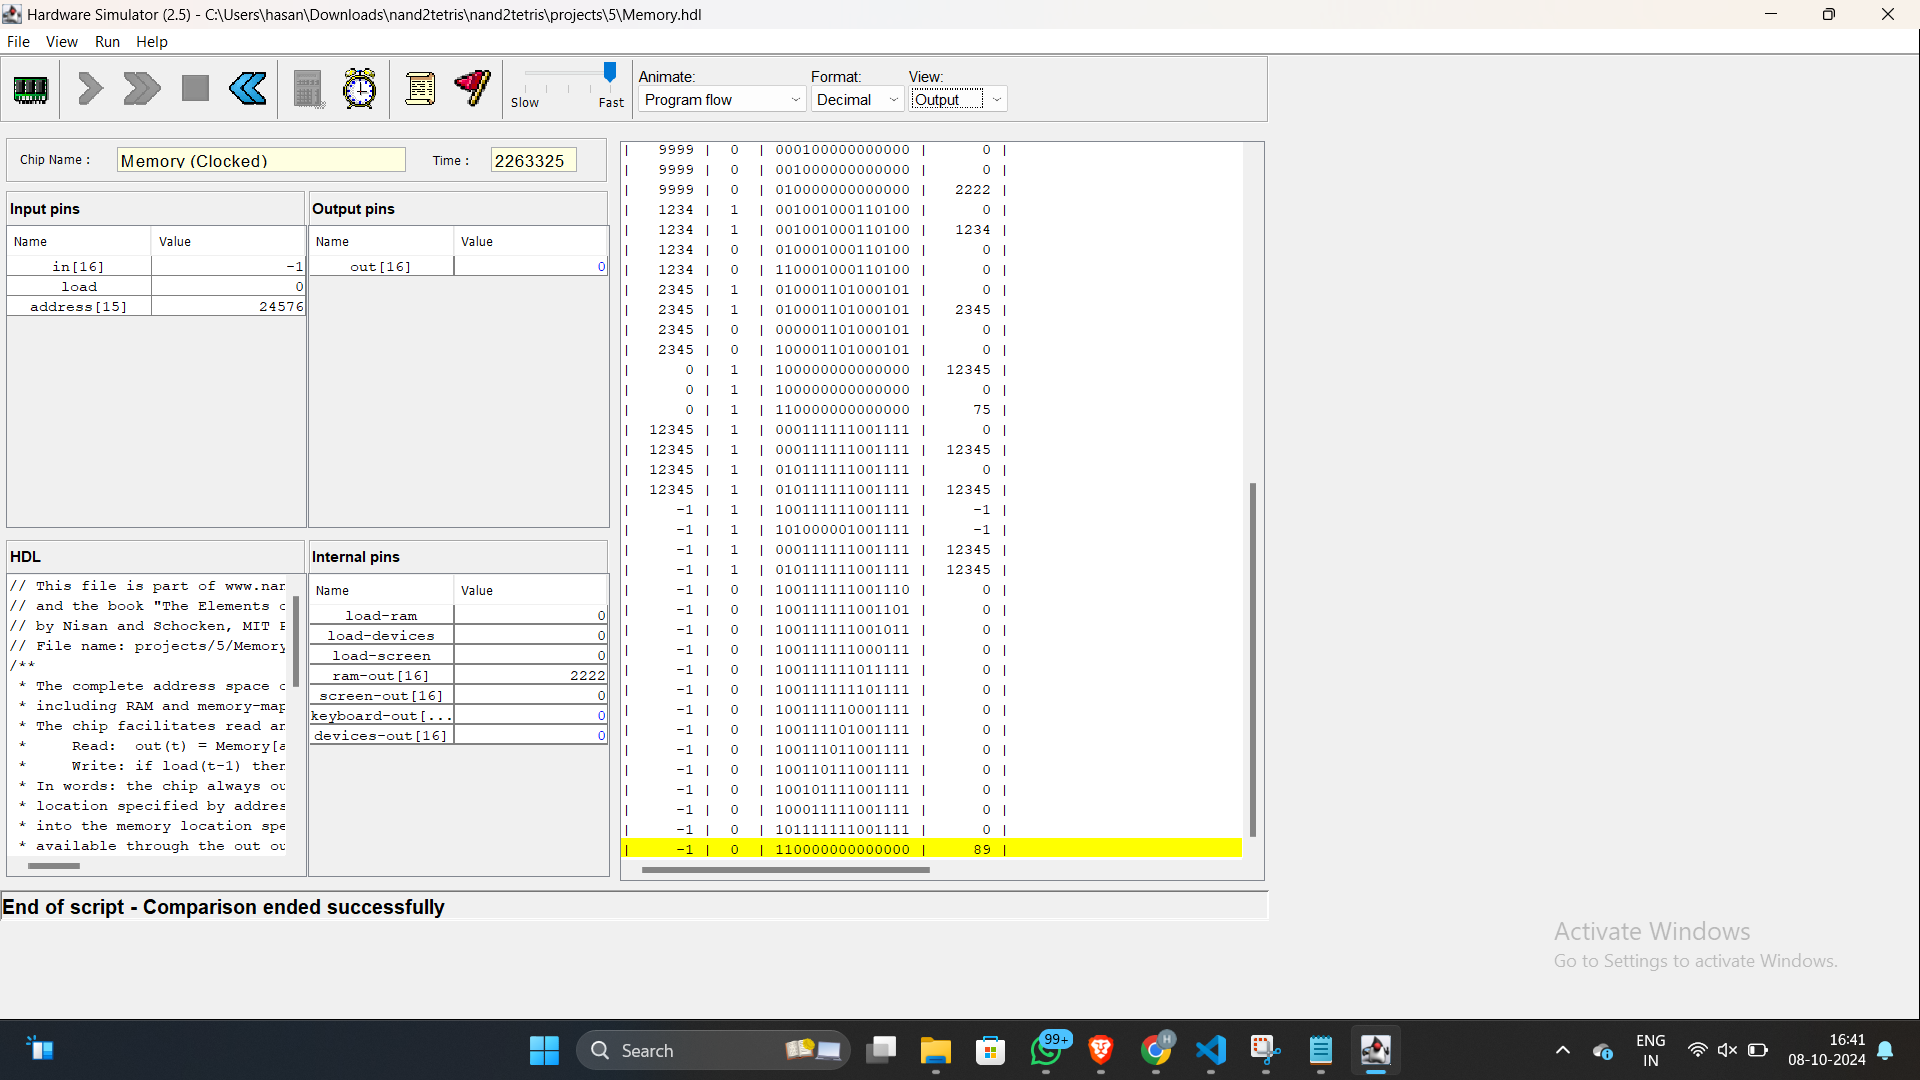 Hardware Simulator (2.5) - C:\Users\hasan\Downloads\nand2tetris\nand2tetris\projects\5\Memory.hdl
File View Run Help
Animate: Format: View:
Slow Fast Program flow Decimal Output
Chip Name : Memory (Clocked) Time : 2263325
Input pins
Name Value
in[16] -1
load 0
address[15] 24576
Output pins
Name Value
out[16] 0
HDL
// This file is part of www.nan
// and the book "The Elements o
// by Nisan and Schocken, MIT P
// File name: projects/5/Memory
/**
* The complete address space o
* including RAM and memory-map
* The chip facilitates read an
* Read: out(t) = Memory[a
* Write: if load(t-1) then
* In words: the chip always ou
* location specified by addres
* into the memory location spe
* available through the out ou
Internal pins
Name Value
load-ram 0
load-devices 0
load-screen 0
ram-out[16] 2222
screen-out[16] 0
keyboard-out[... 0
devices-out[16] 0
| 9999 | 0 | 000100000000000 | 0 |
| 9999 | 0 | 001000000000000 | 0 |
| 9999 | 0 | 010000000000000 | 2222 |
| 1234 | 1 | 001001000110100 | 0 |
| 1234 | 1 | 001001000110100 | 1234 |
| 1234 | 0 | 010001000110100 | 0 |
| 1234 | 0 | 110001000110100 | 0 |
| 2345 | 1 | 010001101000101 | 0 |
| 2345 | 1 | 010001101000101 | 2345 |
| 2345 | 0 | 000001101000101 | 0 |
| 2345 | 0 | 100001101000101 | 0 |
| 0 | 1 | 100000000000000 | 12345 |
| 0 | 1 | 100000000000000 | 0 |
| 0 | 1 | 110000000000000 | 75 |
| 12345 | 1 | 000111111001111 | 0 |
| 12345 | 1 | 000111111001111 | 12345 |
| 12345 | 1 | 010111111001111 | 0 |
| 12345 | 1 | 010111111001111 | 12345 |
| -1 | 1 | 100111111001111 | -1 |
| -1 | 1 | 101000001001111 | -1 |
| -1 | 1 | 000111111001111 | 12345 |
| -1 | 1 | 010111111001111 | 12345 |
| -1 | 0 | 100111111001110 | 0 |
| -1 | 0 | 100111111001101 | 0 |
| -1 | 0 | 100111111001011 | 0 |
| -1 | 0 | 100111111000111 | 0 |
| -1 | 0 | 100111111011111 | 0 |
| -1 | 0 | 100111111101111 | 0 |
| -1 | 0 | 100111110001111 | 0 |
| -1 | 0 | 100111101001111 | 0 |
| -1 | 0 | 100111011001111 | 0 |
| -1 | 0 | 100110111001111 | 0 |
| -1 | 0 | 100101111001111 | 0 |
| -1 | 0 | 100011111001111 | 0 |
| -1 | 0 | 101111111001111 | 0 |
| -1 | 0 | 110000000000000 | 89 |
End of script - Comparison ended successfully
Activate Windows
Go to Settings to activate Windows.
Search
99+
H
ENG
IN
16:41
08-10-2024